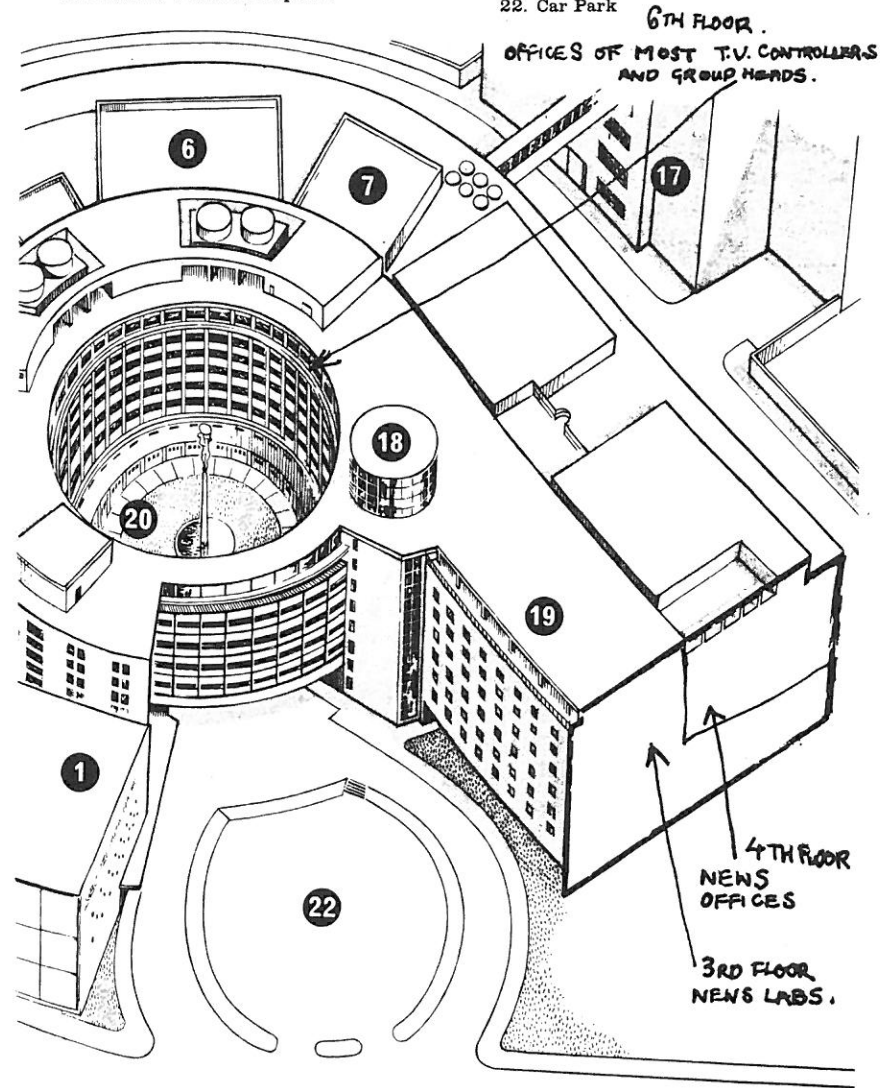 22. Car Park
6TH FLOOR.
OFFICES OF MOST T.V. CONTROLLERS
AND GROUP HEADS.
6
7
17
18
20
19
1
22
4TH FLOOR
NEWS
OFFICES
3RD FLOOR
NEWS LABS.